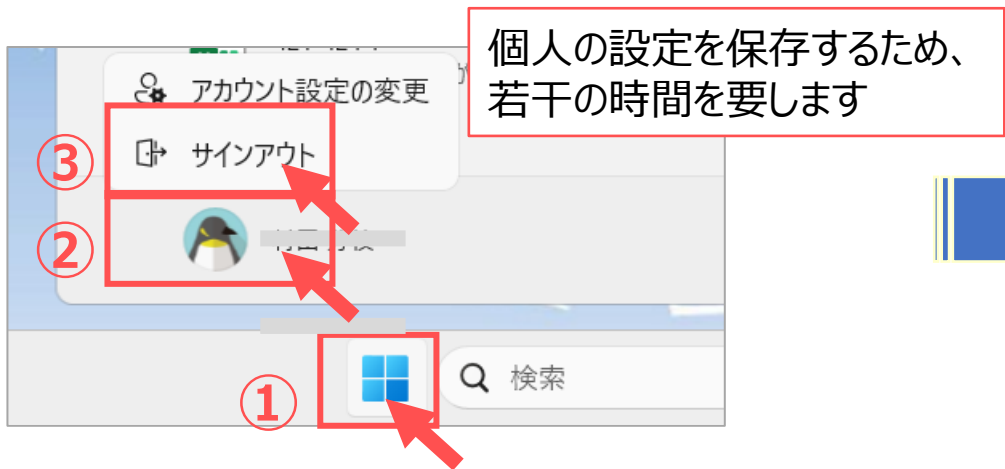 個人の設定を保存するため、
若干の時間を要します
アカウント設定の変更
③
サインアウト
②
①
検索